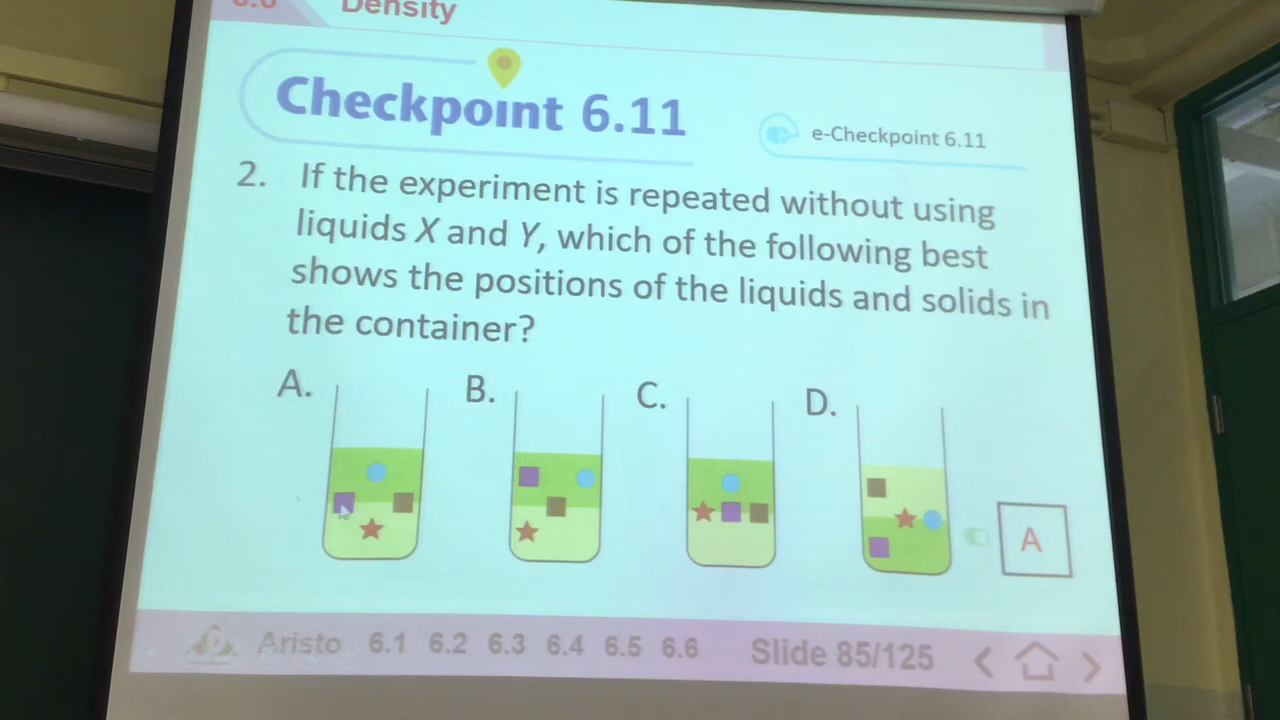 6.6 Density
Checkpoint 6.11
e-Checkpoint 6.11
2. If the experiment is repeated without using
liquids X and Y, which of the following best
shows the positions of the liquids and solids in
the container?
A. B. C. D.
A
Aristo 6.1 6.2 6.3 6.4 6.5 6.6 Slide 85/125